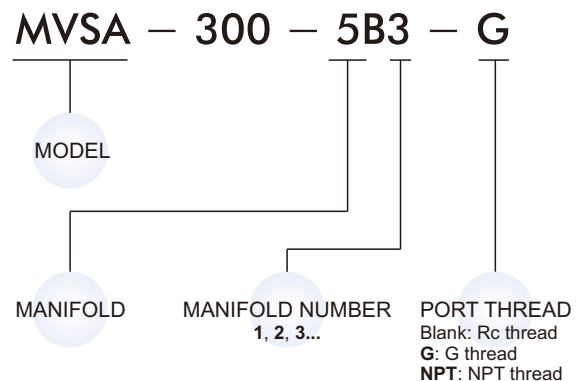 MVSA – 300 – 5B3 – G
MODEL
MANIFOLD
MANIFOLD NUMBER
1, 2, 3...
PORT THREAD
Blank: Rc thread
G: G thread
NPT: NPT thread